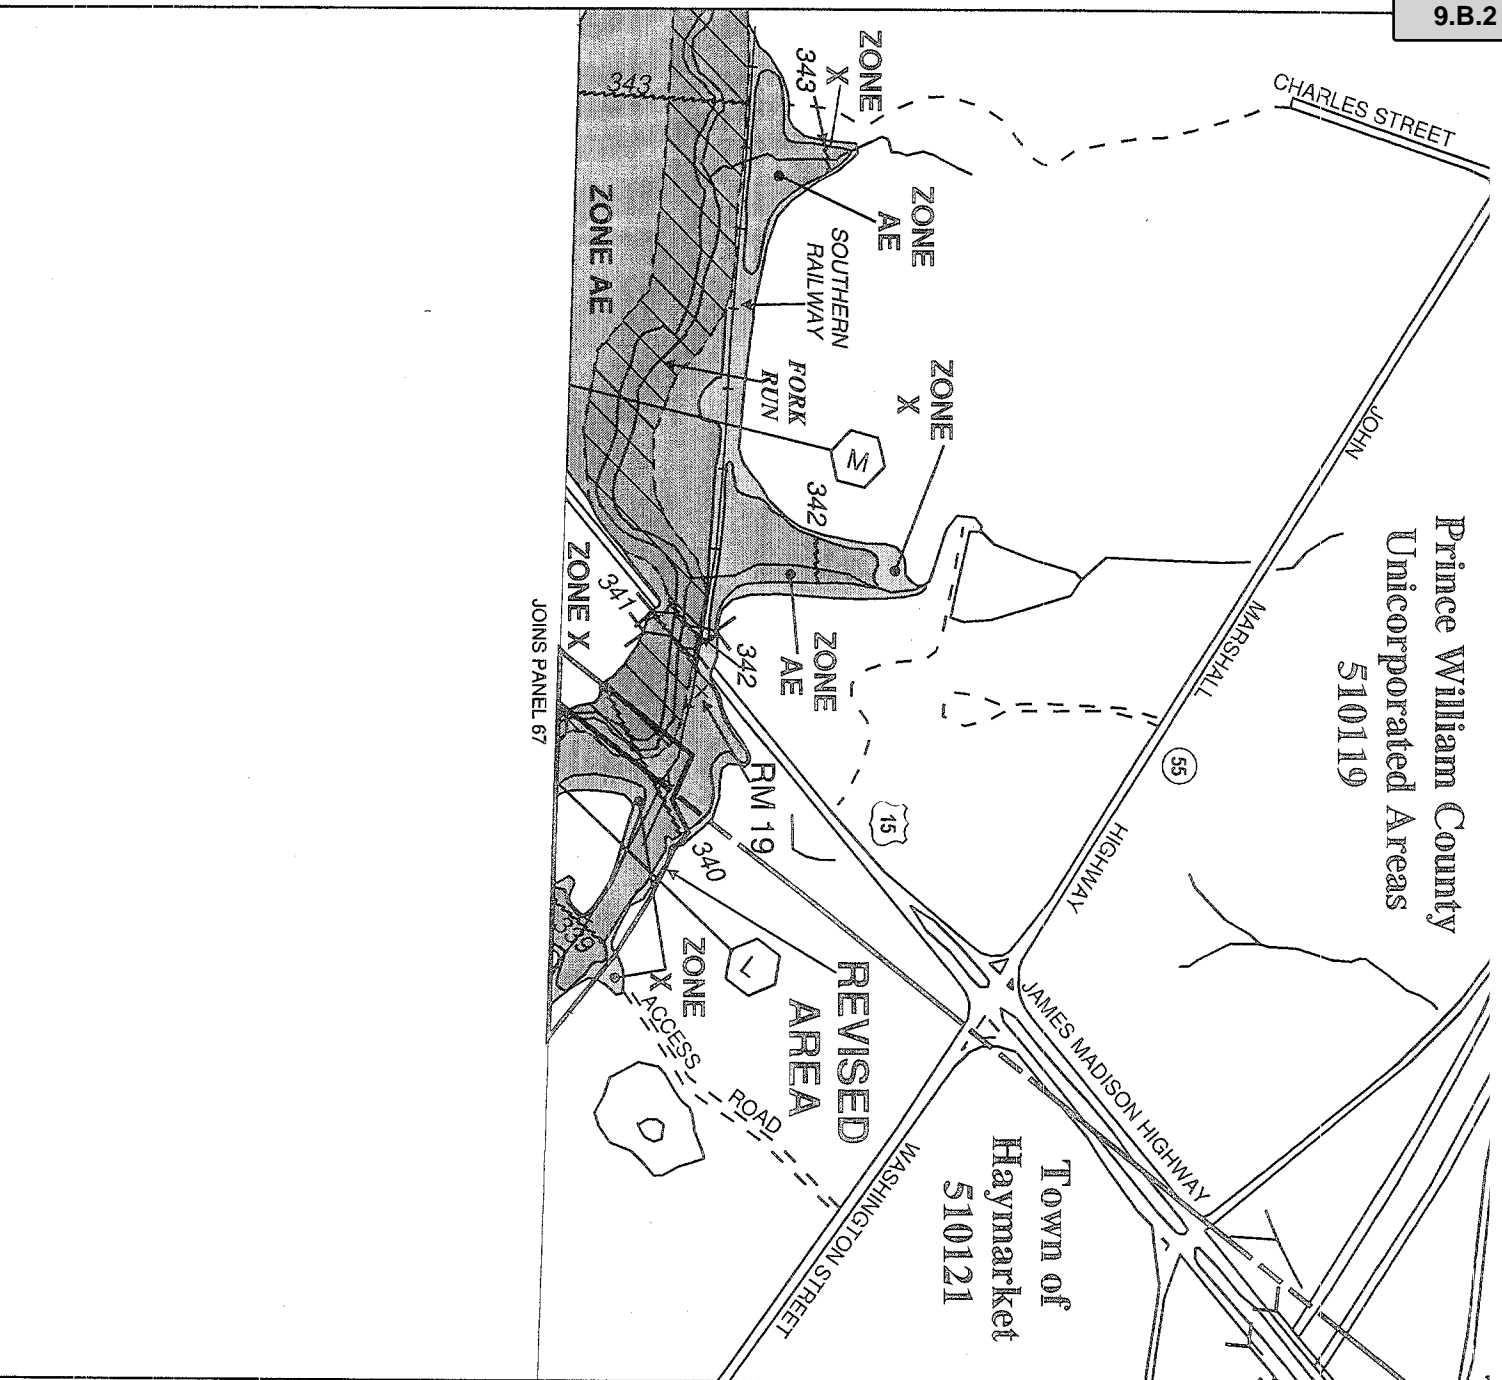 9.B.2
CHARLES STREET
ZONE
X
343
343
ZONE
AE
ZONE AE
SOUTHERN
RAILWAY
FORK
RUN
ZONE
X
M
342
JOHN
MARSHALL
HIGHWAY
55
Prince William County
Unicorporated Areas
510119
ZONE X
341
342
ZONE
AE
JOINS PANEL 67
RM 19
15
340
339
L
ZONE
X
REVISED
AREA
ACCESS
ROAD
JAMES MADISON HIGHWAY
WASHINGTON STREET
Town of
Haymarket
510121